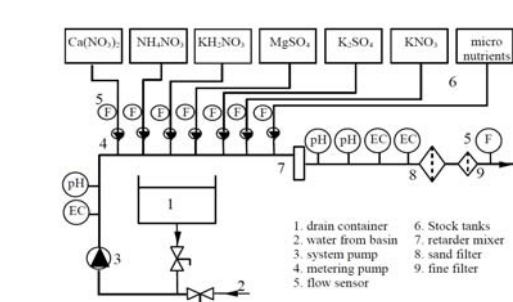 Ca(NO₃)₂ NH₄NO₃ KH₂NO₃ MgSO₄ K₂SO₄ KNO₃ micro
nutrients
6
5
F F F F F F F
4
7
pH pH EC EC 5 F
8 9
pH
EC
1
3
2
1. drain container
2. water from basin
3. system pump
4. metering pump
5. flow sensor
6. Stock tanks
7. retarder mixer
8. sand filter
9. fine filter